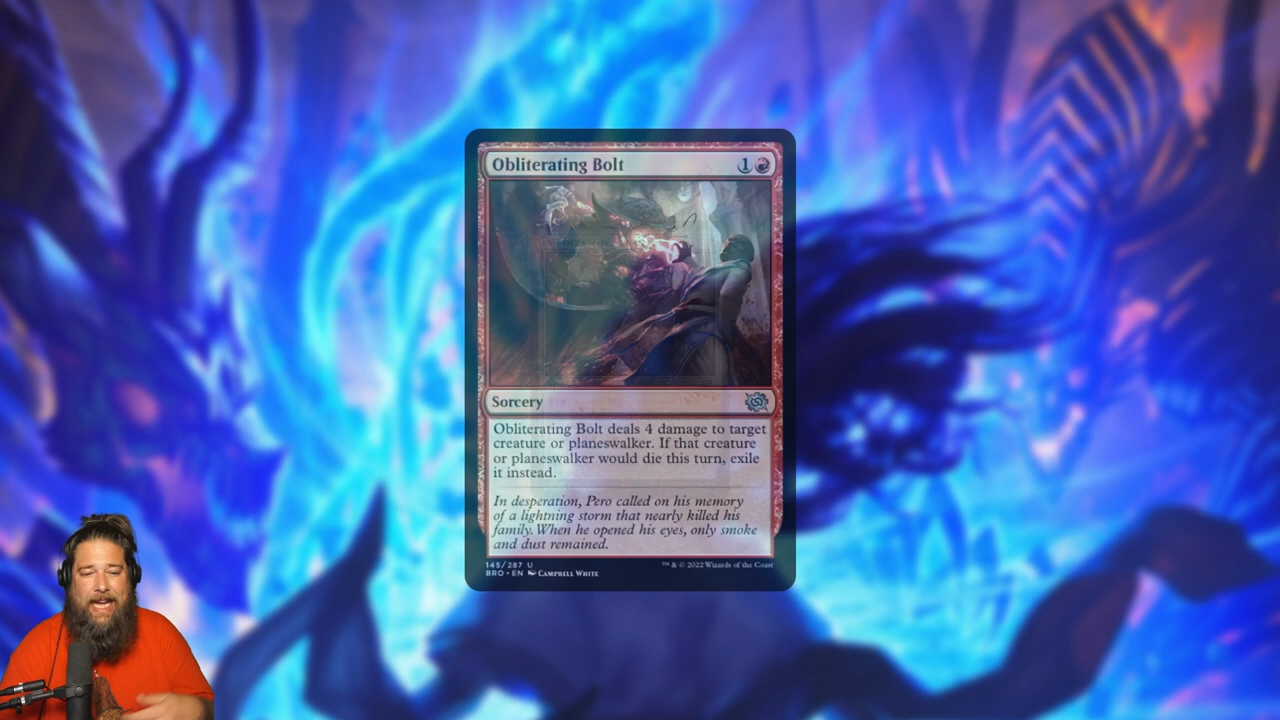 Obliterating Bolt 1
Sorcery
Obliterating Bolt deals 4 damage to target
creature or planeswalker. If that creature
or planeswalker would die this turn, exile
it instead.
In desperation, Pero called on his memory
of a lightning storm that nearly killed his
family. When he opened his eyes, only smoke
and dust remained.
145/287 U
BRO • EN Campbell White
™ & © 2022 Wizards of the Coast